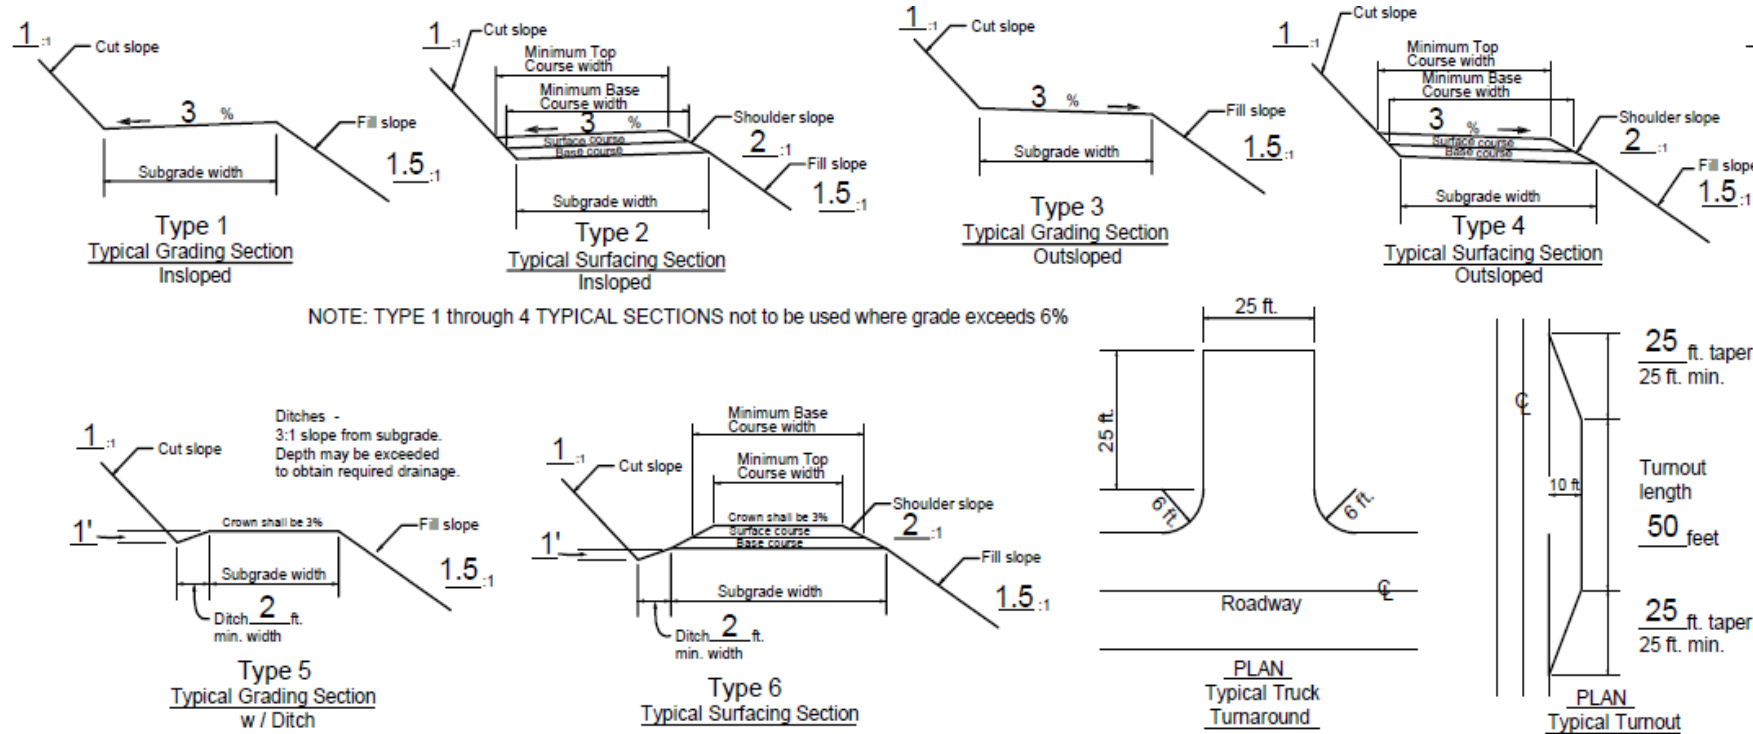 1 :1
Cut slope
3 %
Fill slope
1.5 :1
Subgrade width
Type 1
Typical Grading Section
Insloped
1 :1
Cut slope
Minimum Top
Course width
Minimum Base
Course width
3 %
Surface course
Base course
Shoulder slope
2 :1
Fill slope
1.5 :1
Subgrade width
Type 2
Typical Surfacing Section
Insloped
1 :1
Cut slope
3 %
Fill slope
1.5 :1
Subgrade width
Type 3
Typical Grading Section
Outsloped
1 :1
Cut slope
Minimum Top
Course width
Minimum Base
Course width
3 %
Surface course
Base course
Shoulder slope
2 :1
Fill slope
1.5 :1
Subgrade width
Type 4
Typical Surfacing Section
Outsloped
NOTE: TYPE 1 through 4 TYPICAL SECTIONS not to be used where grade exceeds 6%
1 :1
Cut slope
Ditches -
3:1 slope from subgrade.
Depth may be exceeded
to obtain required drainage.
1'
Crown shall be 3%
Fill slope
1.5 :1
Subgrade width
Ditch 2 ft.
min. width
Type 5
Typical Grading Section
w / Ditch
1 :1
Cut slope
Minimum Base
Course width
Minimum Top
Course width
Crown shall be 3%
Surface course
Base course
Shoulder slope
2 :1
1'
Fill slope
1.5 :1
Subgrade width
Ditch 2 ft.
min. width
Type 6
Typical Surfacing Section
25 ft.
25 ft.
6 ft.
6 ft.
Roadway
CL
PLAN
Typical Truck
Turnaround
CL
25 ft. taper
25 ft. min.
10 ft
Turnout
length
50 feet
25 ft. taper
25 ft. min.
PLAN
Typical Turnout